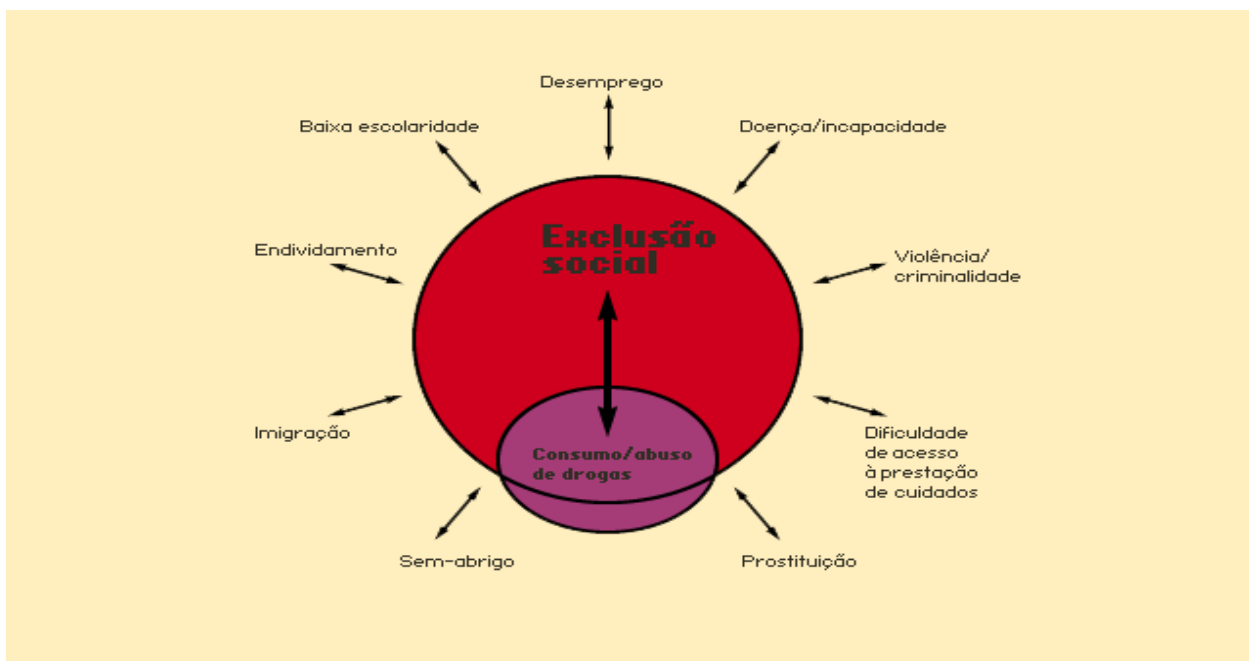 Desemprego
Baixa escolaridade
Doença/incapacidade
Exclusão
social
Endividamento
Violência/
criminalidade
Imigração
Dificuldade
de acesso
à prestação
de cuidados
Consumo/abuso
de drogas
Sem-abrigo
Prostituição